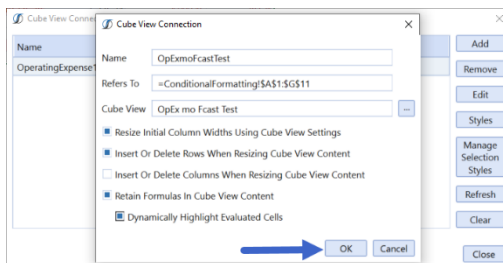 Cube View Conne
Cube View Connection
Name
OperatingExpense1
Name OpExmoFcastTest
Refers To =ConditionalFormatting!$A$1:$G$11
Cube View OpEx mo Fcast Test ...
Resize Initial Column Widths Using Cube View Settings
Insert Or Delete Rows When Resizing Cube View Content
Insert Or Delete Columns When Resizing Cube View Content
Retain Formulas In Cube View Content
Dynamically Highlight Evaluated Cells
OK Cancel
Add
Remove
Edit
Styles
Manage
Selection
Styles
Refresh
Clear
Close